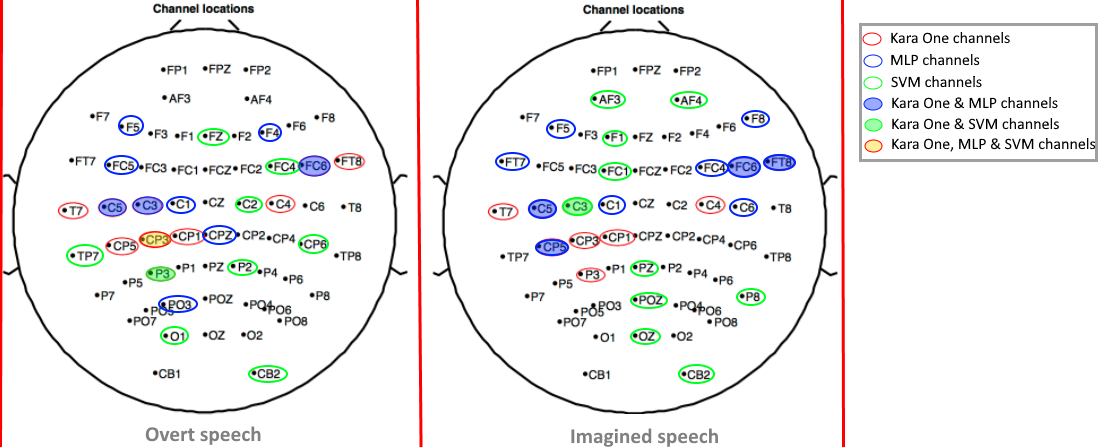 Channel locations
FP1 FPZ FP2
AF3 AF4
F7 F5 F3 F1 FZ F2 F4 F6 F8
FT7 FC5 FC3 FC1 FCZ FC2 FC4 FC6 FT8
T7 C5 C3 C1 CZ C2 C4 C6 T8
TP7 CP5 CP3 CP1 CPZ CP2 CP4 CP6 TP8
P7 P5 P3 P1 PZ P2 P4 P6 P8
PO7 PO5 PO3 POZ PO4 PO6 PO8
O1 OZ O2
CB1 CB2
Overt speech
Channel locations
FP1 FPZ FP2
AF3 AF4
F7 F5 F3 F1 FZ F2 F4 F6 F8
FT7 FC5 FC3 FC1 FCZ FC2 FC4 FC6 FT8
T7 C5 C3 C1 CZ C2 C4 C6 T8
TP7 CP5 CP3 CP1 CPZ CP2 CP4 CP6 TP8
P7 P5 P3 P1 PZ P2 P4 P6 P8
PO7 PO5 PO3 POZ PO4 PO6 PO8
O1 OZ O2
CB1 CB2
Imagined speech
Kara One channels
MLP channels
SVM channels
Kara One & MLP channels
Kara One & SVM channels
Kara One, MLP & SVM channels